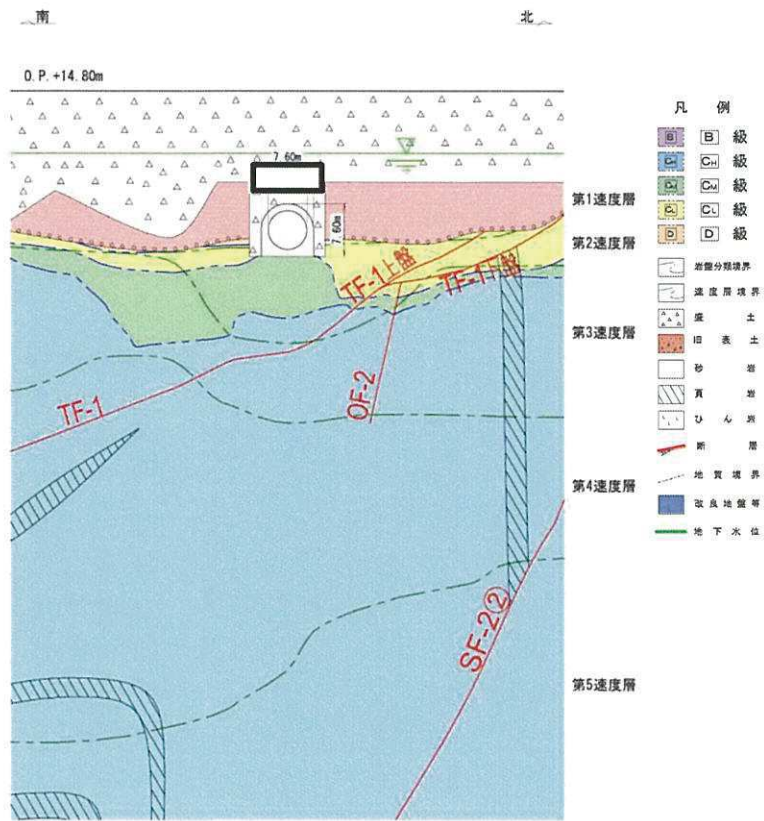 南 北
O.P.+14.80m
7.60m
7.60m
第1速度層
第2速度層
第3速度層
第4速度層
第5速度層
TF-1上盤
TF-1下盤
TF-1
OF-2
SF-2②
凡 例
B B 級
CH CH 級
CM CM 級
CL CL 級
D D 級
岩盤分類境界
速度層境界
盛 土
旧 表 土
砂 岩
頁 岩
ひ ん 岩
断 層
地 質 境 界
改 良 地 盤 等
地 下 水 位